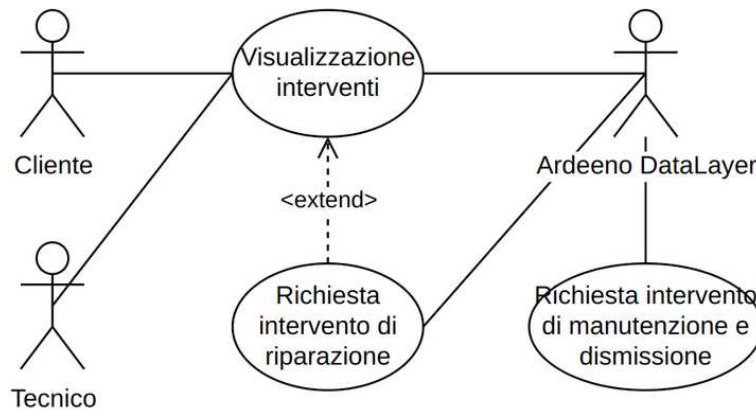 Visualizzazione
interventi
Cliente
Ardeeno DataLayer
<extend>
Richiesta
intervento di
riparazione
Richiesta intervento
di manutenzione e
dismissione
Tecnico